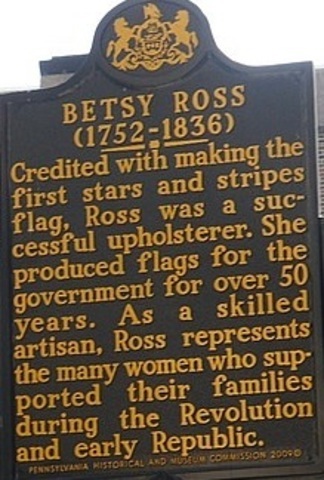 BETSY ROSS
(1752-1836)
Credited with making the
first stars and stripes
flag, Ross was a suc-
cessful upholsterer. She
produced flags for the
government for over 50
years. As a skilled
artisan, Ross represents
the many women who sup-
ported their families
during the Revolution
and early Republic.
PENNSYLVANIA HISTORICAL AND MUSEUM COMMISSION 2009©